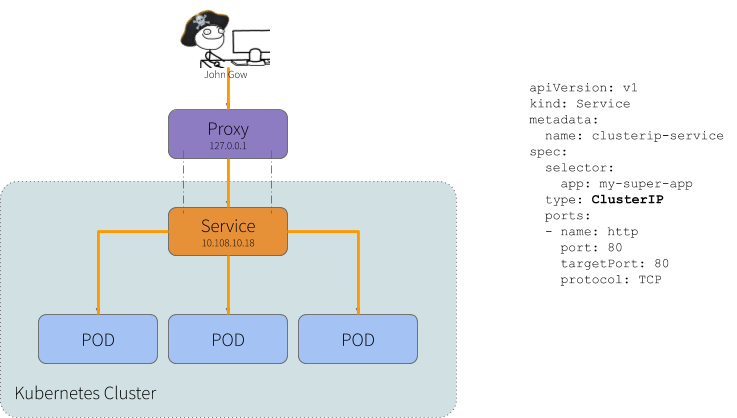 John Gow
Proxy
127.0.0.1
Service
10.108.10.18
POD
POD
POD
Kubernetes Cluster
apiVersion: v1
kind: Service
metadata:
  name: clusterip-service
spec:
  selector:
    app: my-super-app
  type: ClusterIP
  ports:
  - name: http
    port: 80
    targetPort: 80
    protocol: TCP